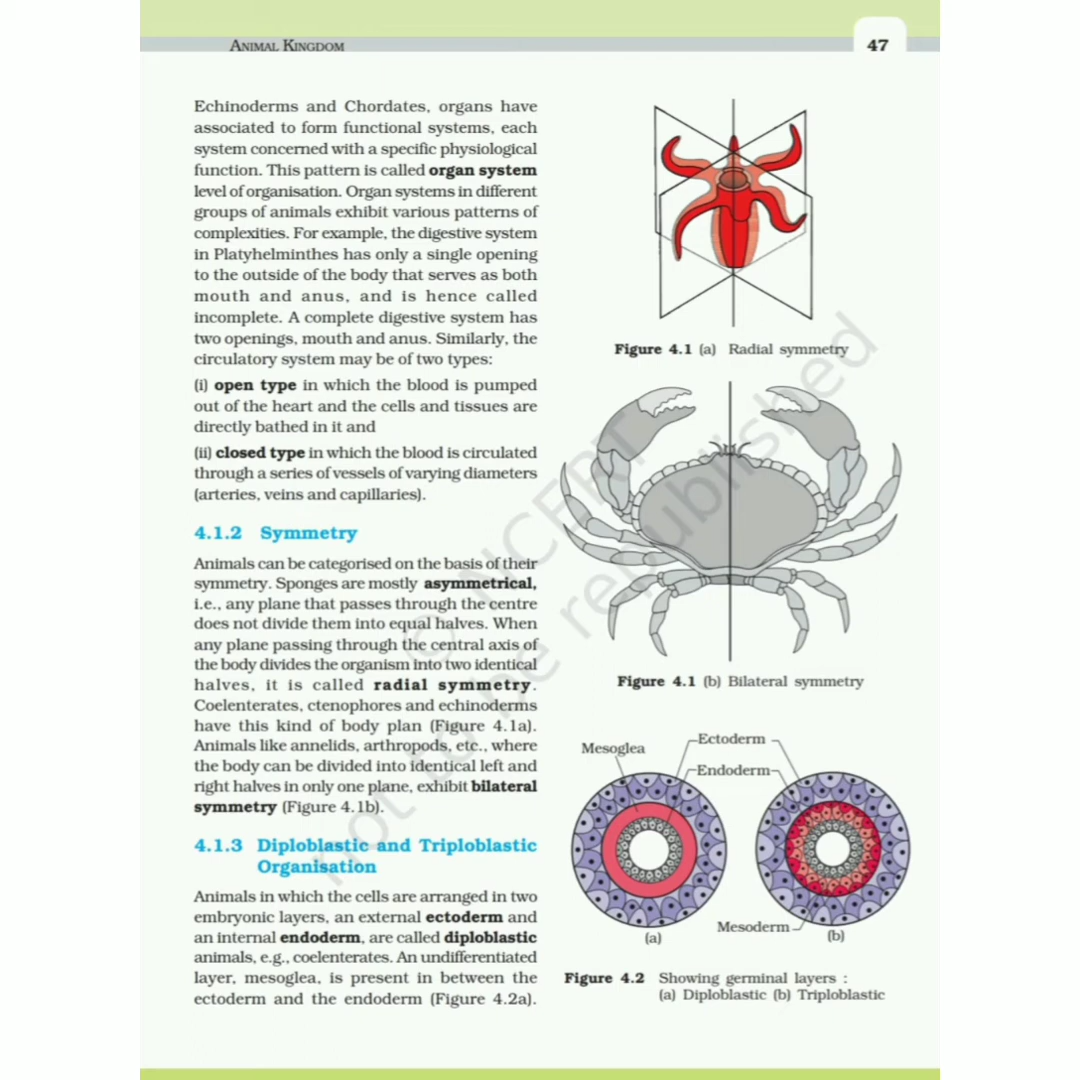 ANIMAL KINGDOM
47
Echinoderms and Chordates, organs have
associated to form functional systems, each
system concerned with a specific physiological
function. This pattern is called organ system
level of organisation. Organ systems in different
groups of animals exhibit various patterns of
complexities. For example, the digestive system
in Platyhelminthes has only a single opening
to the outside of the body that serves as both
mouth and anus, and is hence called
incomplete. A complete digestive system has
two openings, mouth and anus. Similarly, the
circulatory system may be of two types:
(i) open type in which the blood is pumped
out of the heart and the cells and tissues are
directly bathed in it and
(ii) closed type in which the blood is circulated
through a series of vessels of varying diameters
(arteries, veins and capillaries).
4.1.2 Symmetry
Animals can be categorised on the basis of their
symmetry. Sponges are mostly asymmetrical,
i.e., any plane that passes through the centre
does not divide them into equal halves. When
any plane passing through the central axis of
the body divides the organism into two identical
halves, it is called radial symmetry.
Coelenterates, ctenophores and echinoderms
have this kind of body plan (Figure 4.1a).
Animals like annelids, arthropods, etc., where
the body can be divided into identical left and
right halves in only one plane, exhibit bilateral
symmetry (Figure 4.1b).
4.1.3 Diploblastic and Triploblastic
Organisation
Animals in which the cells are arranged in two
embryonic layers, an external ectoderm and
an internal endoderm, are called diploblastic
animals, e.g., coelenterates. An undifferentiated
layer, mesoglea, is present in between the
ectoderm and the endoderm (Figure 4.2a).
Figure 4.1 (a) Radial symmetry
Figure 4.1 (b) Bilateral symmetry
Mesoglea
Ectoderm
Endoderm
Mesoderm
(a)
(b)
Figure 4.2 Showing germinal layers :
(a) Diploblastic (b) Triploblastic
© NCERT
not to be republished